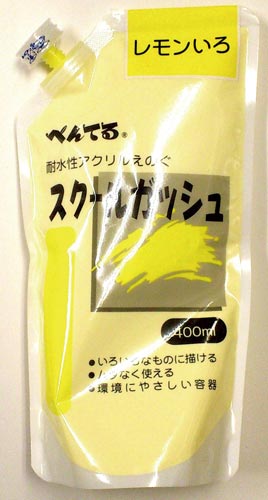 レモンいろ
ぺんてる®
耐水性アクリルえのぐ
スクールガッシュ
400ml
●いろいろなものに描ける
●ムラなく使える
●環境にやさしい容器